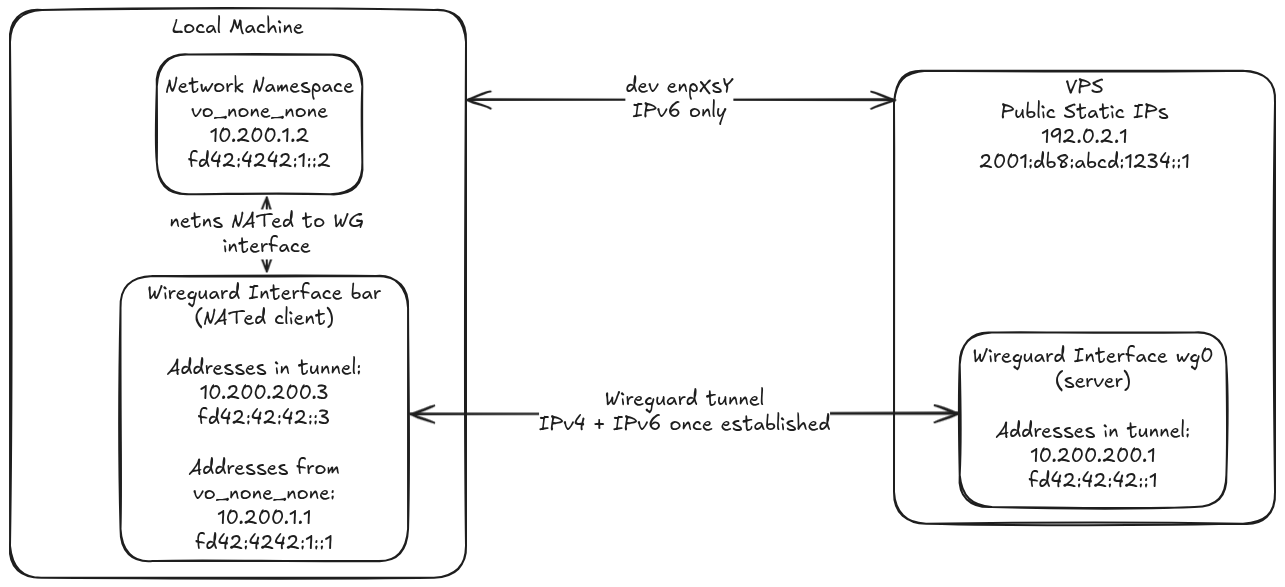 Local Machine
Network Namespace
vo_none_none
10.200.1.2
fd42:4242:1::2
netns NATed to WG
interface
Wireguard Interface bar
(NATed client)
Addresses in tunnel:
10.200.200.3
fd42:42:42::3
Addresses from
vo_none_none:
10.200.1.1
fd42:4242:1::1
dev enpXsY
IPv6 only
Wireguard tunnel
IPv4 + IPv6 once established
VPS
Public Static IPs
192.0.2.1
2001:db8:abcd:1234::1
Wireguard Interface wg0
(server)
Addresses in tunnel:
10.200.200.1
fd42:42:42::1